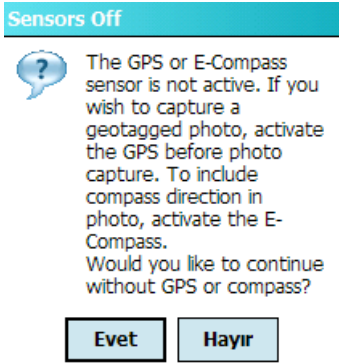 Sensors Off
The GPS or E-Compass
sensor is not active. If you
wish to capture a
geotagged photo, activate
the GPS before photo
capture. To include
compass direction in
photo, activate the E-
Compass.
Would you like to continue
without GPS or compass?
Evet Hayır